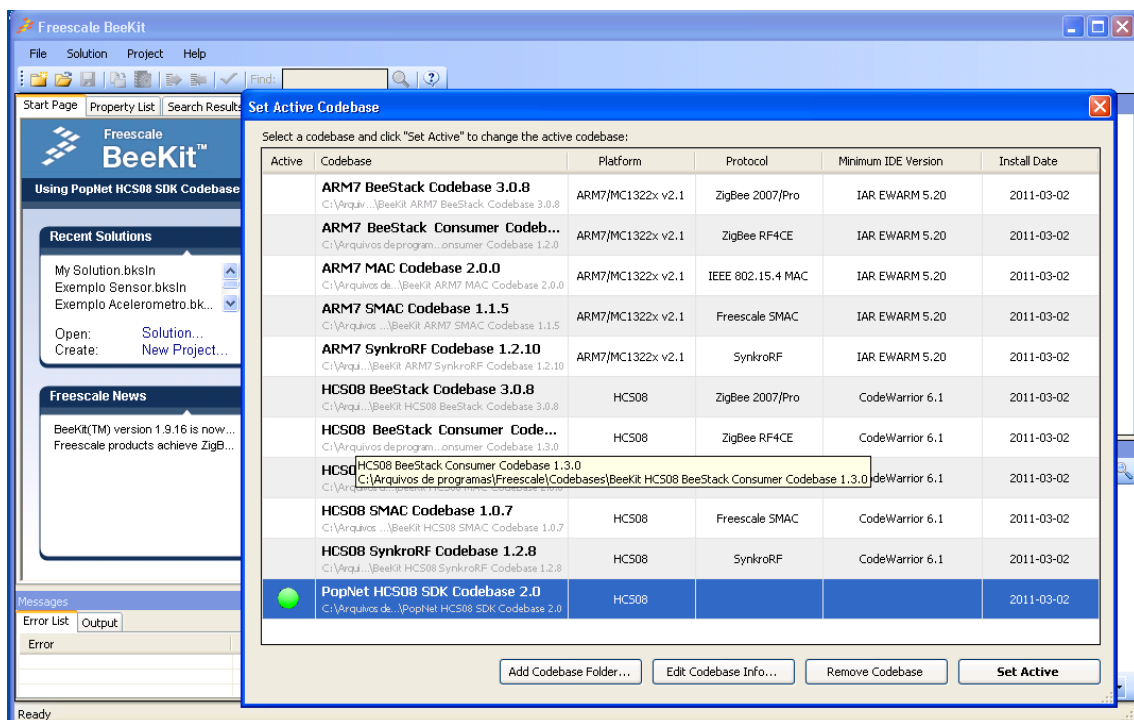 Freescale BeeKit
File Solution Project Help
Find:
Start Page Property List Search Results
Freescale
BeeKit™
Using PopNet HCS08 SDK Codebase
Recent Solutions
My Solution.bksln
Exemplo Sensor.bksln
Exemplo Acelerometro.bk...
Open: Solution...
Create: New Project...
Freescale News
BeeKit(TM) version 1.9.16 is now...
Freescale products achieve ZigB...
Messages
Error List Output
Error
Ready
Set Active Codebase
Select a codebase and click "Set Active" to change the active codebase:
Active Codebase Platform Protocol Minimum IDE Version Install Date
ARM7 BeeStack Codebase 3.0.8
C:\Arquiv...\BeeKit ARM7 BeeStack Codebase 3.0.8
ARM7/MC1322x v2.1 ZigBee 2007/Pro IAR EWARM 5.20 2011-03-02
ARM7 BeeStack Consumer Codeb...
C:\Arquivos deprogram...onsumer Codebase 1.2.0
ARM7/MC1322x v2.1 ZigBee RF4CE IAR EWARM 5.20 2011-03-02
ARM7 MAC Codebase 2.0.0
C:\Arquivos de...\BeeKit ARM7 MAC Codebase 2.0.0
ARM7/MC1322x v2.1 IEEE 802.15.4 MAC IAR EWARM 5.20 2011-03-02
ARM7 SMAC Codebase 1.1.5
C:\Arquivos ...\BeeKit ARM7 SMAC Codebase 1.1.5
ARM7/MC1322x v2.1 Freescale SMAC IAR EWARM 5.20 2011-03-02
ARM7 SynkroRF Codebase 1.2.10
C:\Arqui...\BeeKit ARM7 SynkroRF Codebase 1.2.10
ARM7/MC1322x v2.1 SynkroRF IAR EWARM 5.20 2011-03-02
HCS08 BeeStack Codebase 3.0.8
C:\Arqui...\BeeKit HCS08 BeeStack Codebase 3.0.8
HCS08 ZigBee 2007/Pro CodeWarrior 6.1 2011-03-02
HCS08 BeeStack Consumer Code...
C:\Arquivos deprogram...onsumer Codebase 1.3.0
HCS08 ZigBee RF4CE CodeWarrior 6.1 2011-03-02
HCS08 BeeStack Consumer Codebase 1.3.0
C:\Arquivos de programas\Freescale\Codebases\BeeKit HCS08 BeeStack Consumer Codebase 1.3.0
deWarrior 6.1 2011-03-02
HCS08 SMAC Codebase 1.0.7
C:\Arquivos ...\BeeKit HCS08 SMAC Codebase 1.0.7
HCS08 Freescale SMAC CodeWarrior 6.1 2011-03-02
HCS08 SynkroRF Codebase 1.2.8
C:\Arqui...\BeeKit HCS08 SynkroRF Codebase 1.2.8
HCS08 SynkroRF CodeWarrior 6.1 2011-03-02
PopNet HCS08 SDK Codebase 2.0
C:\Arquivos de...\PopNet HCS08 SDK Codebase 2.0
HCS08 2011-03-02
Add Codebase Folder... Edit Codebase Info... Remove Codebase Set Active